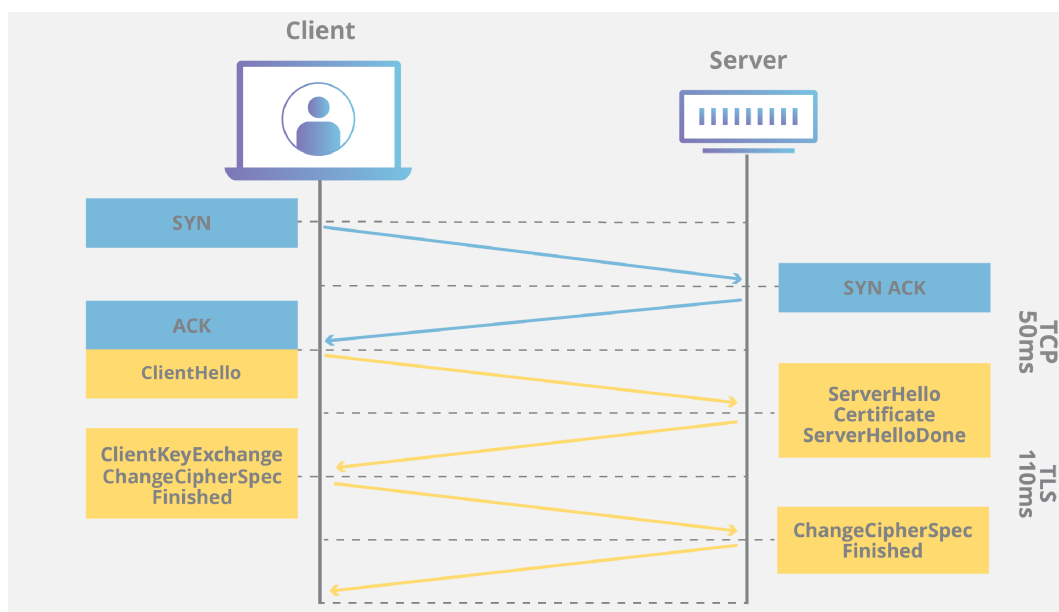 Client
Server
SYN
SYN ACK
ACK
TCP
50ms
ClientHello
ServerHello
Certificate
ServerHelloDone
ClientKeyExchange
ChangeCipherSpec
Finished
TLS
110ms
ChangeCipherSpec
Finished